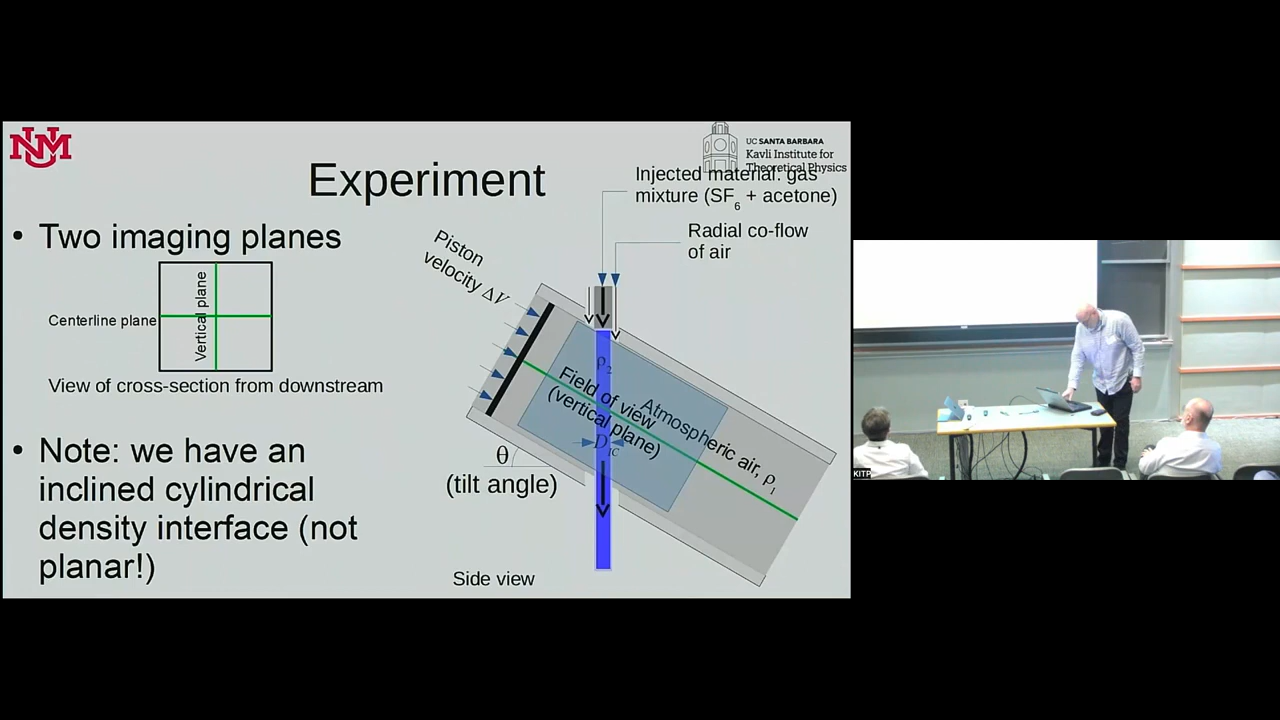 UNM
UC SANTA BARBARA
Kavli Institute for
Theoretical Physics
Experiment
Injected material: gas
mixture (SF6 + acetone)
Radial co-flow
of air
• Two imaging planes
Vertical plane
Centerline plane
View of cross-section from downstream
• Note: we have an
inclined cylindrical
density interface (not
planar!)
Piston
velocity ΔV
ρ2
Field of view
(vertical plane)
Atmospheric air, ρ1
DIC
θ
(tilt angle)
Side view
KITP